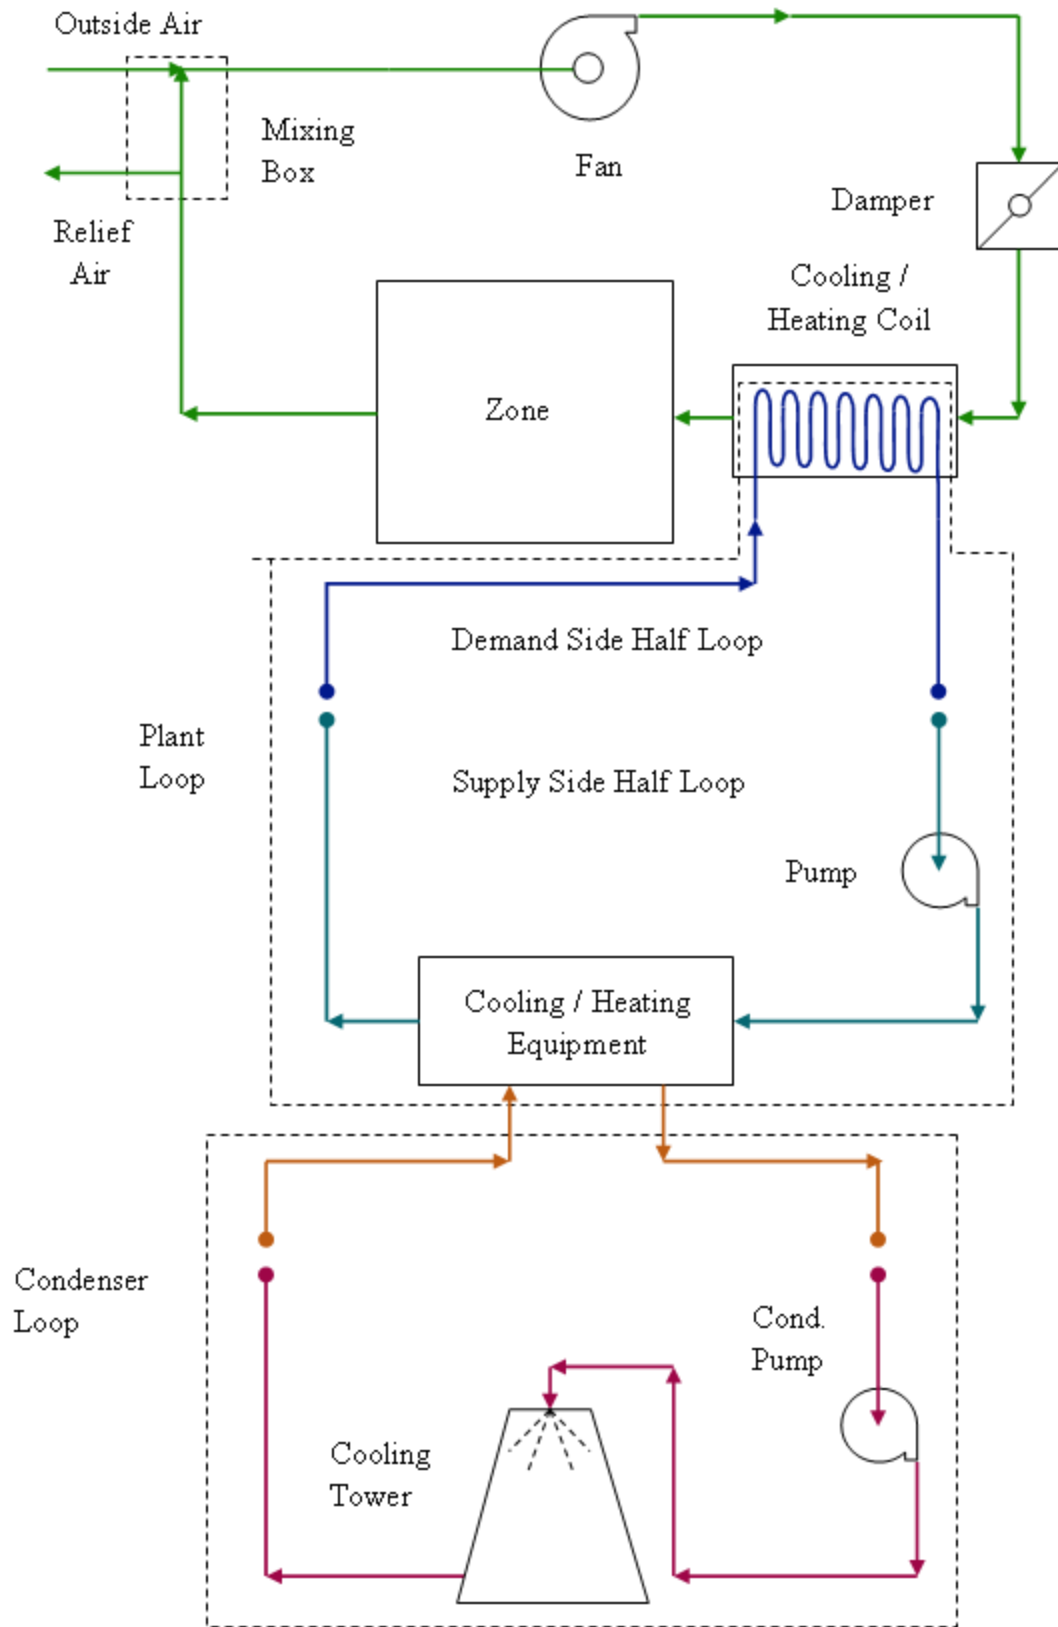 Outside Air
Mixing
Box
Fan
Damper
Relief
Air
Cooling /
Heating Coil
Zone
Demand Side Half Loop
Plant
Loop
Supply Side Half Loop
Pump
Cooling / Heating
Equipment
Condenser
Loop
Cond.
Pump
Cooling
Tower